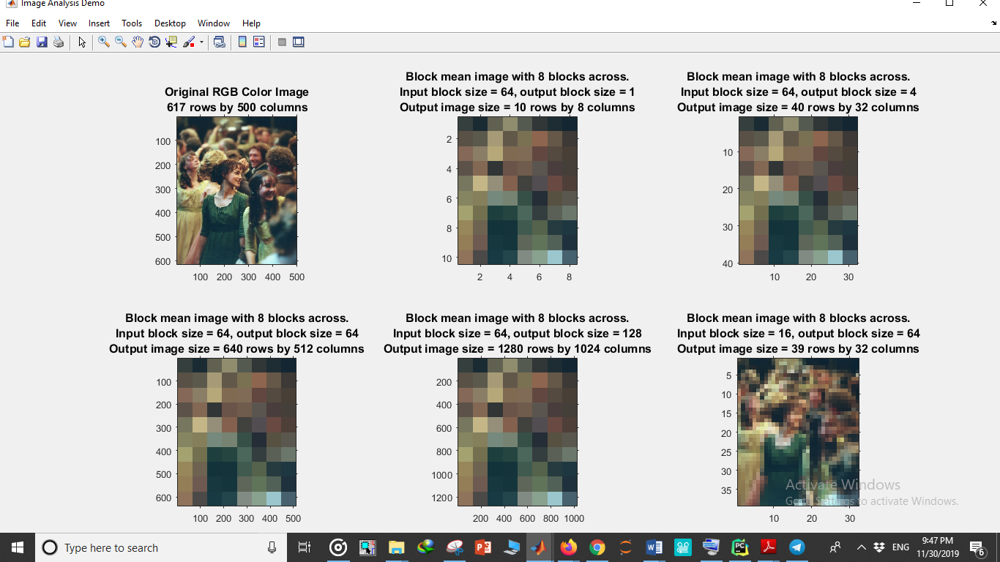 Image Analysis Demo
File Edit View Insert Tools Desktop Window Help
Original RGB Color Image
617 rows by 500 columns
100
200
300
400
500
600
100 200 300 400 500
Block mean image with 8 blocks across.
Input block size = 64, output block size = 1
Output image size = 10 rows by 8 columns
2
4
6
8
10
2 4 6 8
Block mean image with 8 blocks across.
Input block size = 64, output block size = 4
Output image size = 40 rows by 32 columns
10
20
30
40
10 20 30
Block mean image with 8 blocks across.
Input block size = 64, output block size = 64
Output image size = 640 rows by 512 columns
100
200
300
400
500
600
100 200 300 400 500
Block mean image with 8 blocks across.
Input block size = 64, output block size = 128
Output image size = 1280 rows by 1024 columns
200
400
600
800
1000
1200
200 400 600 800 1000
Block mean image with 8 blocks across.
Input block size = 16, output block size = 64
Output image size = 39 rows by 32 columns
5
10
15
20
25
30
35
10 20 30
Activate Windows
Go to Settings to activate Windows.
Type here to search
ENG
9:47 PM
11/30/2019
6